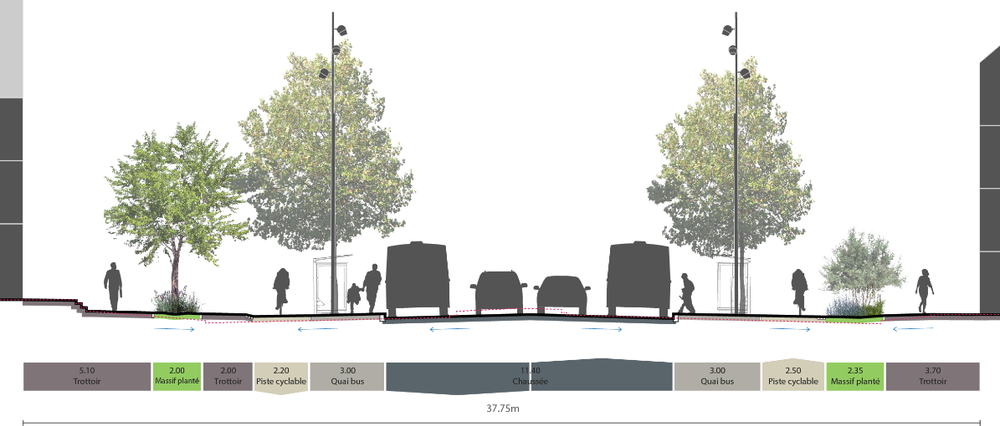 5.10
Trottoir
2.00
Massif planté
2.00
Trottoir
2.20
Piste cyclable
3.00
Quai bus
11.40
Chaussée
3.00
Quai bus
2.50
Piste cyclable
2.35
Massif planté
3.70
Trottoir
37.75m